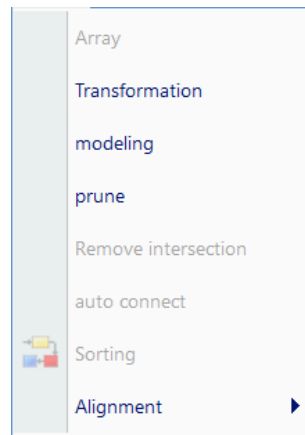 Array
Transformation
modeling
prune
Remove intersection
auto connect
Sorting
Alignment